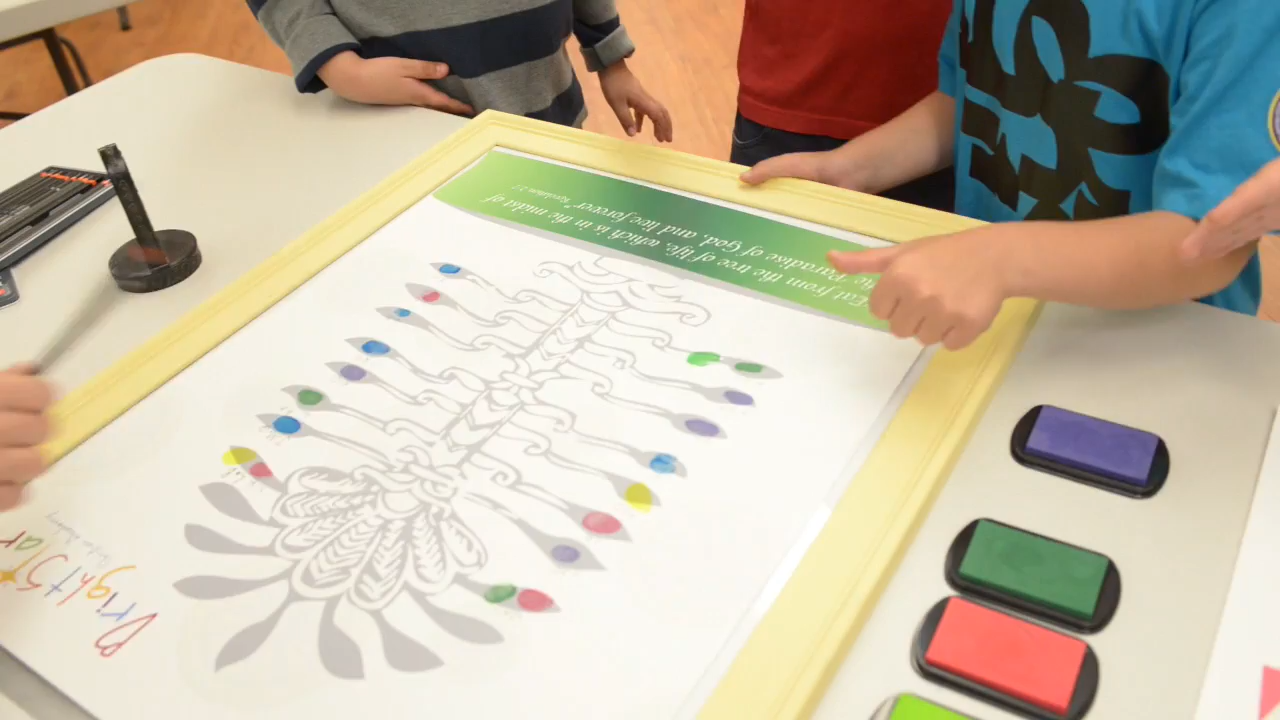 Eat from the tree of life, which is in the midst of
Paradise of God, and live forever" Revelation 2:7
BrightStar